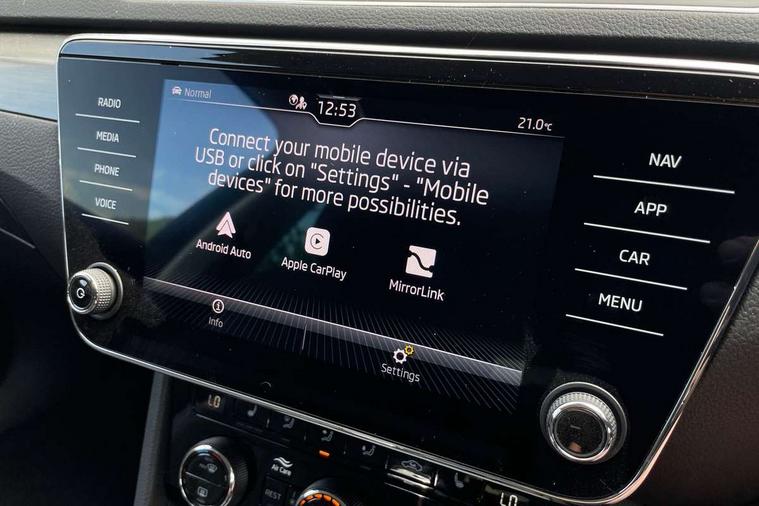 Normal
12:53
21.0°C
RADIO
MEDIA
PHONE
VOICE
Connect your mobile device via
USB or click on "Settings" - "Mobile
devices" for more possibilities.
Android Auto
Apple CarPlay
MirrorLink
Info
Settings
NAV
APP
CAR
MENU
LO
Air Care
REST
LO